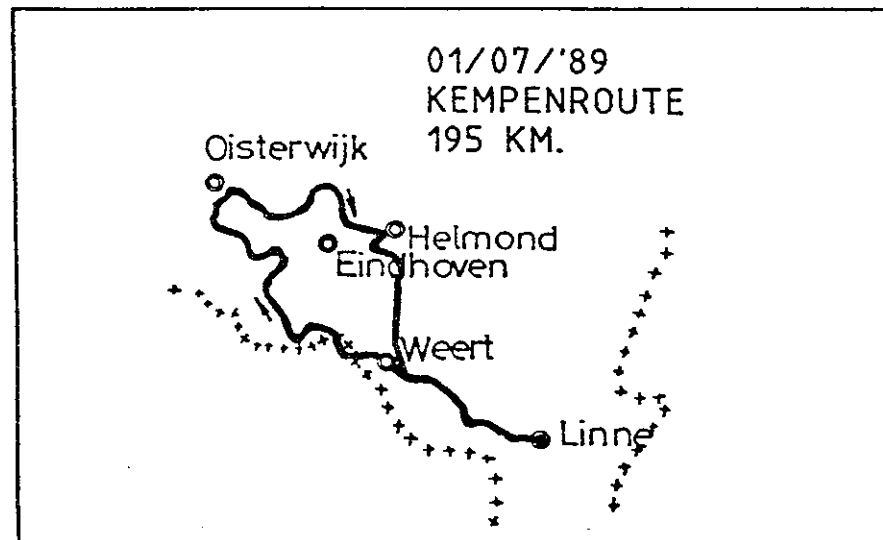 01/07/'89
KEMPENROUTE
195 KM.
Oisterwijk
Helmond
Eindhoven
Weert
Linne